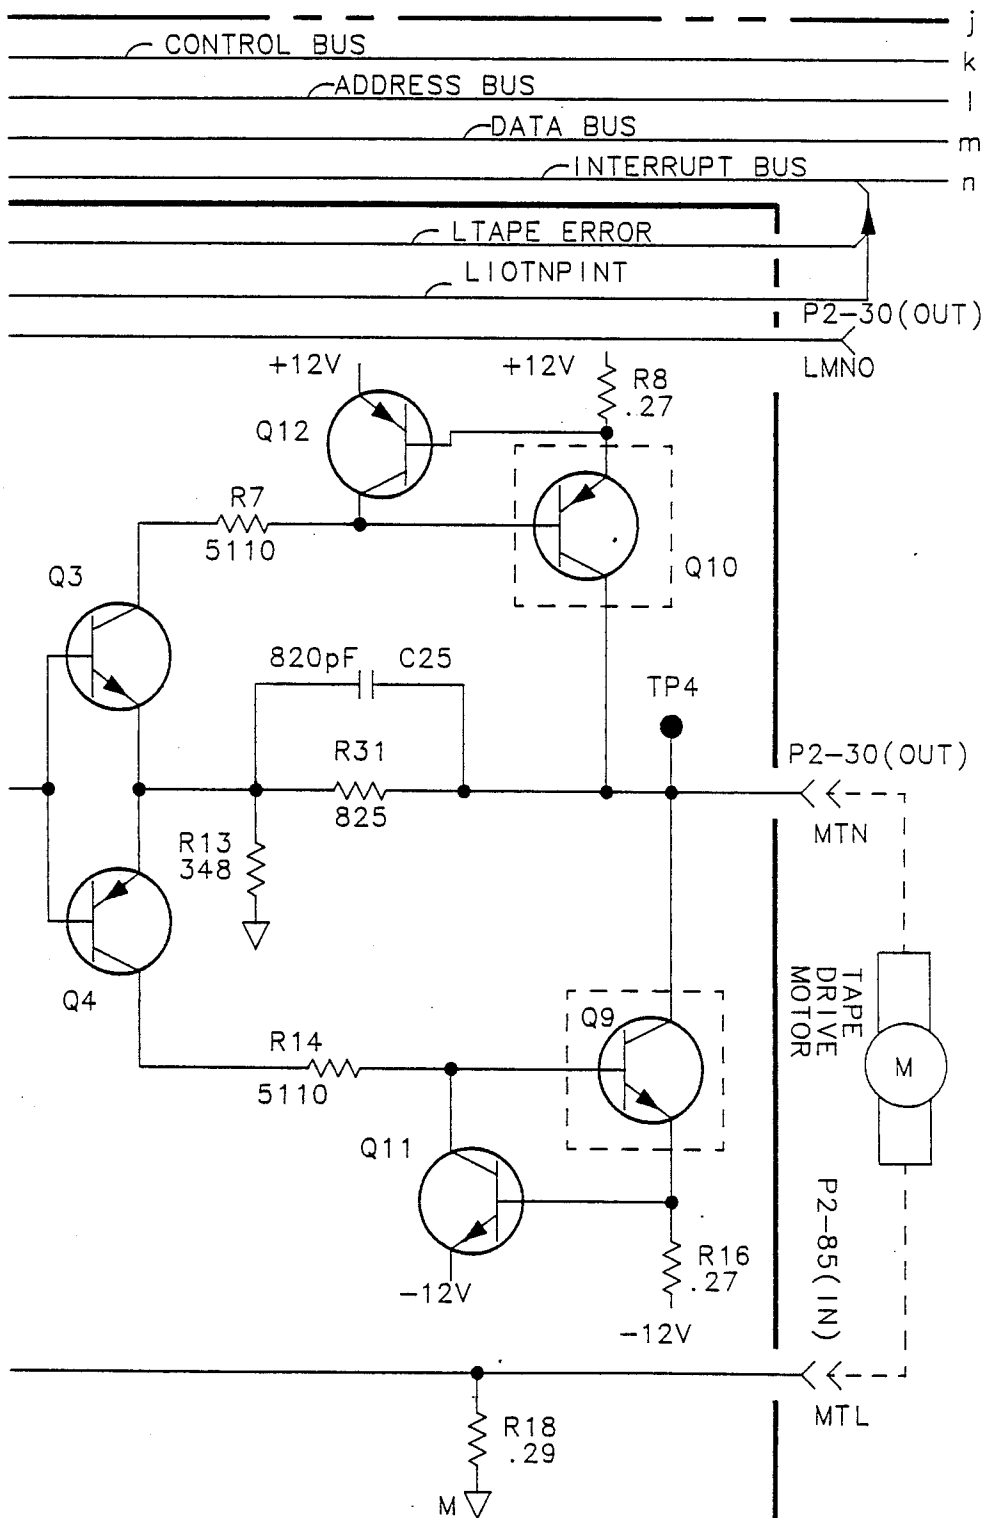 j
CONTROL BUS
k
ADDRESS BUS
l
DATA BUS
m
INTERRUPT BUS
n
LTAPE ERROR
LIOTNPINT
P2-30(OUT)
LMNO
+12V
+12V
R8
.27
Q12
R7
5110
Q10
Q3
820pF
C25
TP4
R31
825
P2-30(OUT)
MTN
R13
348
Q4
TAPE
DRIVE
MOTOR
M
Q9
R14
5110
Q11
R16
.27
-12V
-12V
P2-85(IN)
MTL
R18
.29
M